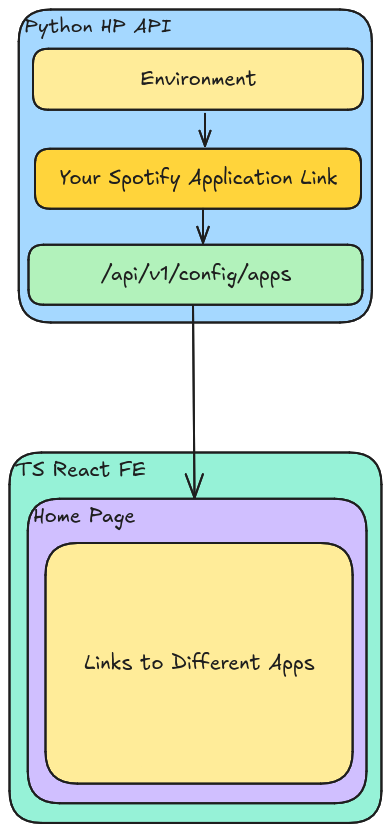 Python HP API
Environment
Your Spotify Application Link
/api/v1/config/apps
TS React FE
Home Page
Links to Different Apps